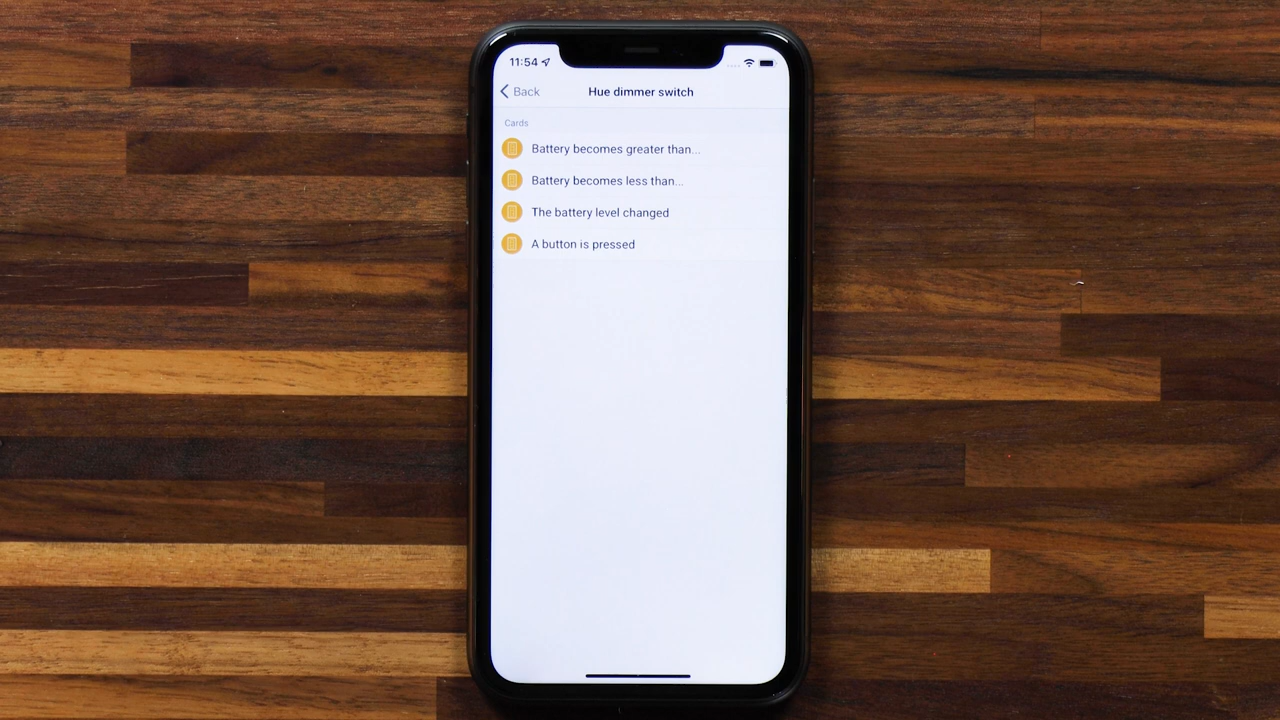 11:54
Back
Hue dimmer switch
Cards
Battery becomes greater than...
Battery becomes less than...
The battery level changed
A button is pressed